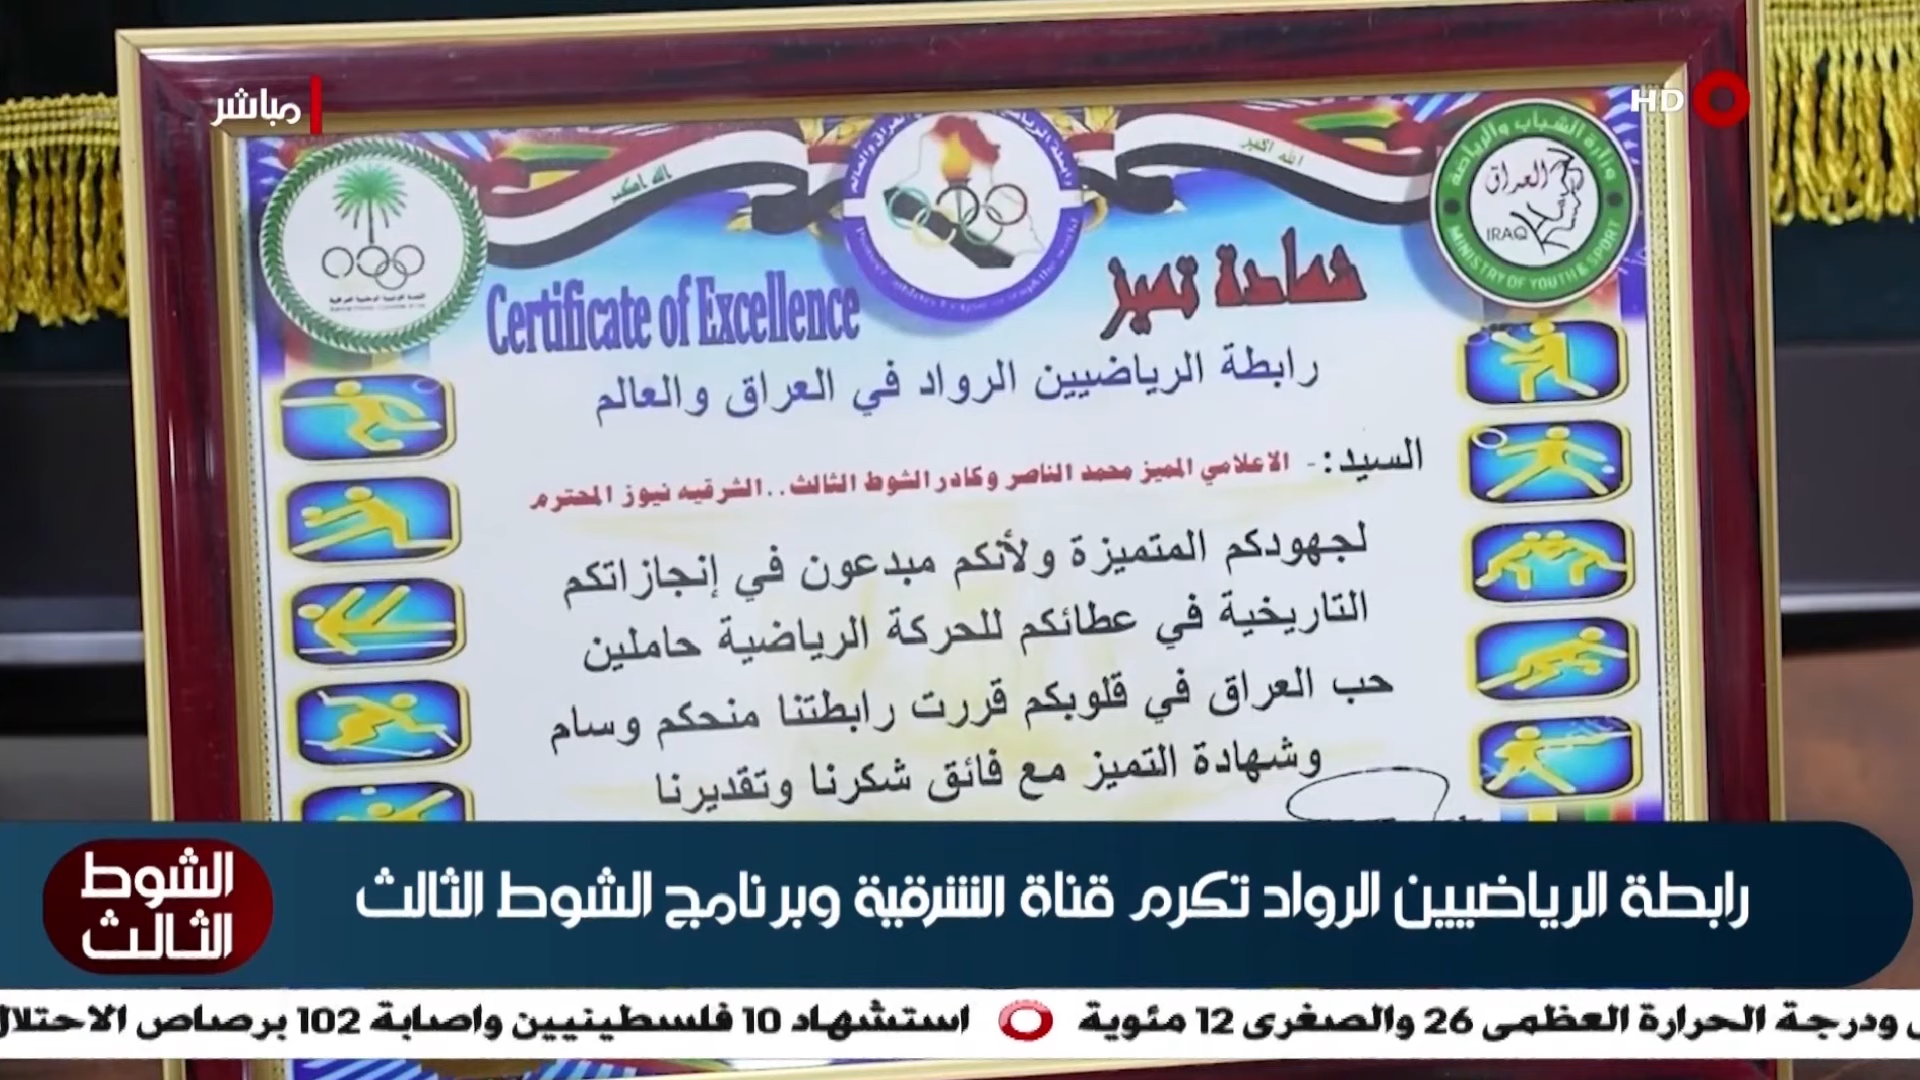 مباشر
HD
الله اكبر
الله اكبر
العراق
IRAQ
وزارة الشباب والرياضة
MINISTRY OF YOUTH & SPORT
Certificate of Excellence
شهادة تميز
رابطة الرياضيين الرواد في العراق والعالم
السيد:- الاعلامي المميز محمد الناصر وكادر الشوط الثالث..الشرقيه نيوز المحترم
لجهودكم المتميزة ولأنكم مبدعون في إنجازاتكم
التاريخية في عطائكم للحركة الرياضية حاملين
حب العراق في قلوبكم قررت رابطتنا منحكم وسام
وشهادة التميز مع فائق شكرنا وتقديرنا
رابطة الرياضيين الرواد تكرم قناة الشرقية وبرنامج الشوط الثالث
الشوط
الثالث
ودرجة الحرارة العظمى 26 والصغرى 12 مئوية
استشهاد 10 فلسطينيين واصابة 102 برصاص الاحتلال